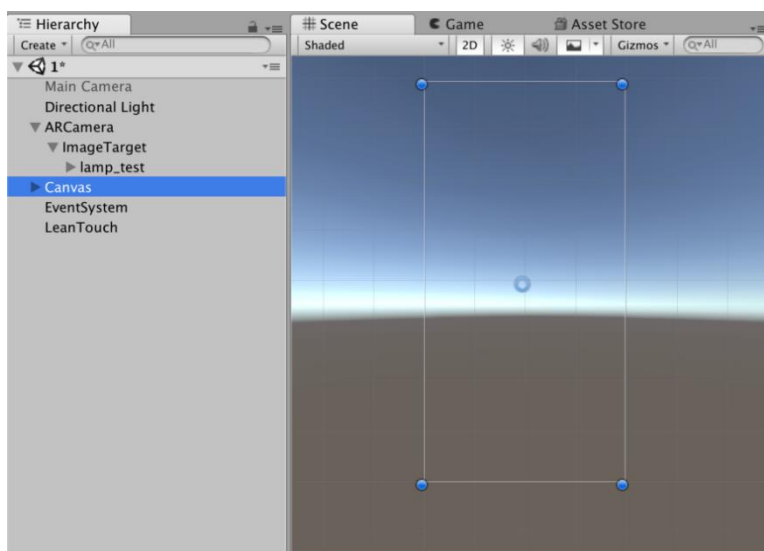 Hierarchy
Scene
Game
Asset Store
Create
All
Shaded
2D
Gizmos
All
1*
Main Camera
Directional Light
ARCamera
ImageTarget
lamp_test
Canvas
EventSystem
LeanTouch